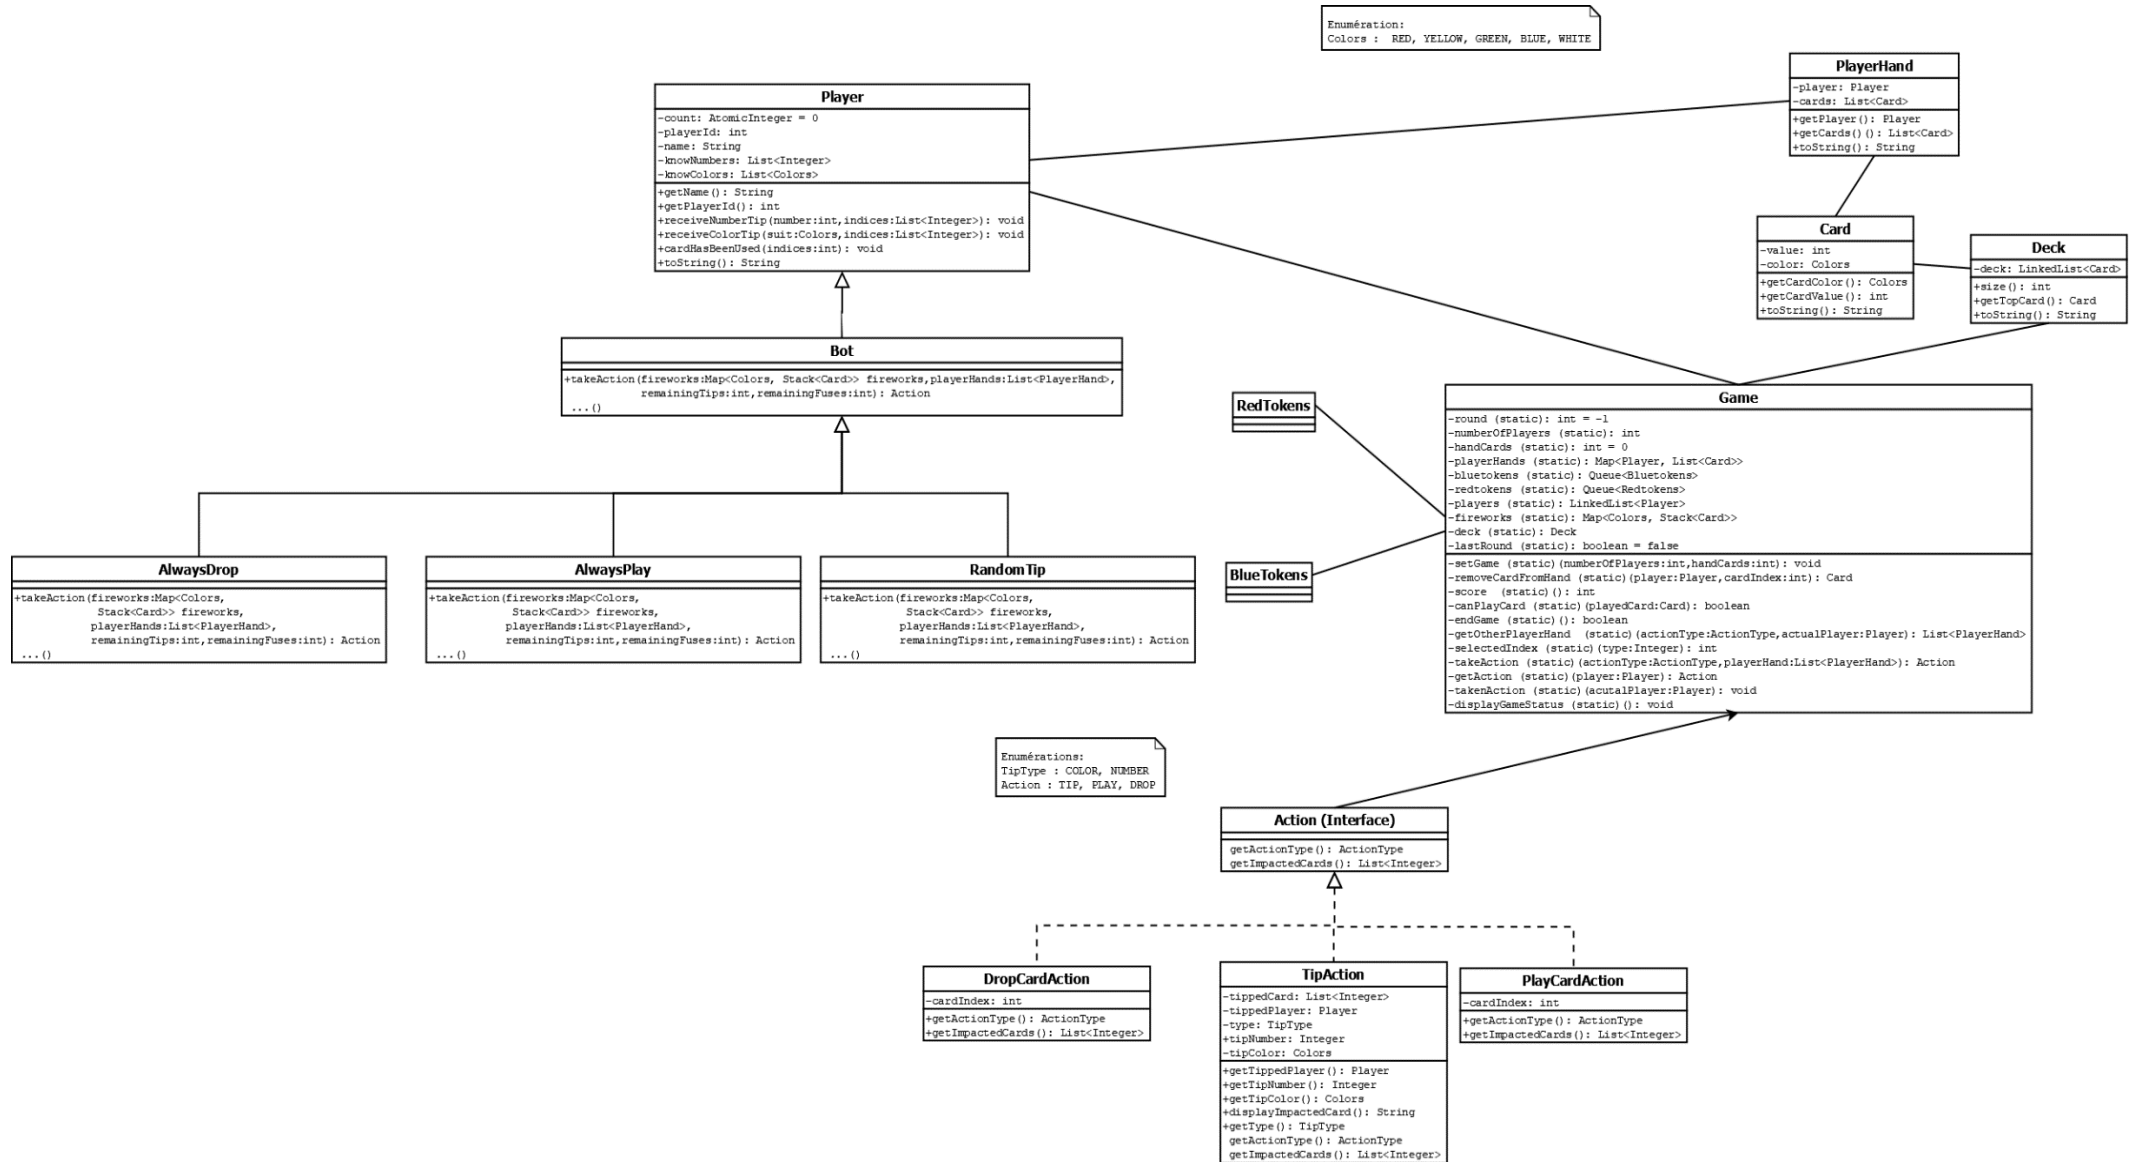 Enumération:
Colors :  RED, YELLOW, GREEN, BLUE, WHITE
PlayerHand
-player: Player
-cards: List<Card>
+getPlayer(): Player
+getCards()(): List<Card>
+toString(): String
Player
-count: AtomicInteger = 0
-playerId: int
-name: String
-knowNumbers: List<Integer>
-knowColors: List<Colors>
+getName(): String
+getPlayerId(): int
+receiveNumberTip(number:int,indices:List<Integer>): void
+receiveColorTip(suit:Colors,indices:List<Integer>): void
+cardHasBeenUsed(indices:int): void
+toString(): String
Card
-value: int
-color: Colors
+getCardColor(): Colors
+getCardValue(): int
+toString(): String
Deck
-deck: LinkedList<Card>
+size(): int
+getTopCard(): Card
+toString(): String
Bot
+takeAction(fireworks:Map<Colors, Stack<Card>> fireworks,playerHands:List<PlayerHand>,
remainingTips:int,remainingFuses:int): Action
...()
RedTokens
BlueTokens
Game
-round (static): int = -1
-numberOfPlayers (static): int
-handCards (static): int = 0
-playerHands (static): Map<Player, List<Card>>
-bluetokens (static): Queue<Bluetokens>
-redtokens (static): Queue<Redtokens>
-players (static): LinkedList<Player>
-fireworks (static): Map<Colors, Stack<Card>>
-deck (static): Deck
-lastRound (static): boolean = false
-setGame (static)(numberOfPlayers:int,handCards:int): void
-removeCardFromHand (static)(player:Player,cardIndex:int): Card
-score  (static)(): int
-canPlayCard (static)(playedCard:Card): boolean
-endGame (static)(): boolean
-getOtherPlayerHand  (static)(actionType:ActionType,actualPlayer:Player): List<PlayerHand>
-selectedIndex (static)(type:Integer): int
-takeAction (static)(actionType:ActionType,playerHand:List<PlayerHand>): Action
-getAction (static)(player:Player): Action
-takenAction (static)(acutalPlayer:Player): void
-displayGameStatus (static)(): void
AlwaysDrop
+takeAction(fireworks:Map<Colors,
Stack<Card>> fireworks,
playerHands:List<PlayerHand>,
remainingTips:int,remainingFuses:int): Action
...()
AlwaysPlay
+takeAction(fireworks:Map<Colors,
Stack<Card>> fireworks,
playerHands:List<PlayerHand>,
remainingTips:int,remainingFuses:int): Action
...()
RandomTip
+takeAction(fireworks:Map<Colors,
Stack<Card>> fireworks,
playerHands:List<PlayerHand>,
remainingTips:int,remainingFuses:int): Action
...()
Enumérations:
TipType : COLOR, NUMBER
Action : TIP, PLAY, DROP
Action (Interface)
getActionType(): ActionType
getImpactedCards(): List<Integer>
DropCardAction
-cardIndex: int
+getActionType(): ActionType
+getImpactedCards(): List<Integer>
TipAction
-tippedCard: List<Integer>
-tippedPlayer: Player
-type: TipType
+tipNumber: Integer
-tipColor: Colors
+getTippedPlayer(): Player
+getTipNumber(): Integer
+getTipColor(): Colors
+displayImpactedCard(): String
+getType(): TipType
getActionType(): ActionType
getImpactedCards(): List<Integer>
PlayCardAction
-cardIndex: int
+getActionType(): ActionType
+getImpactedCards(): List<Integer>